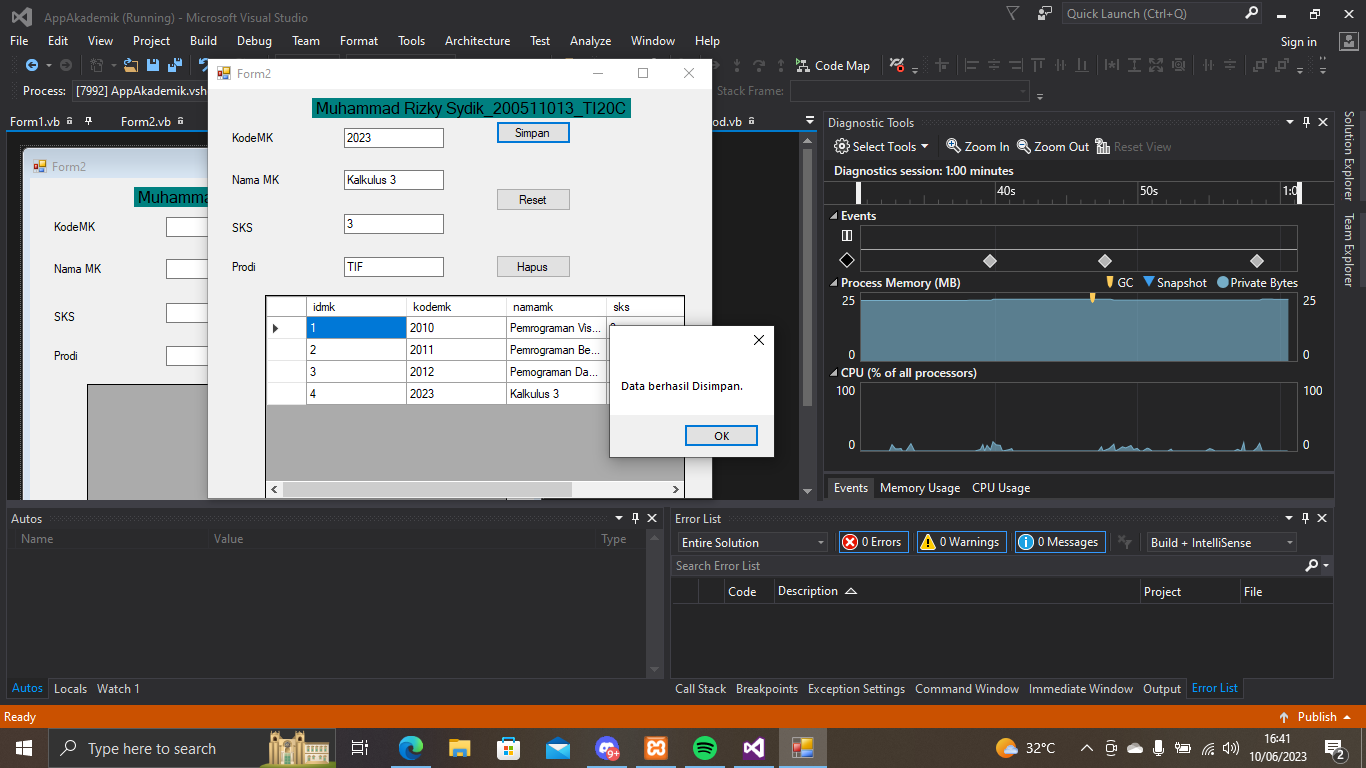 AppAkademik (Running) - Microsoft Visual Studio
Quick Launch (Ctrl+Q)
File Edit View Project Build Debug Team Format Tools Architecture Test Analyze Window Help
Sign in
Code Map
Process: [7992] AppAkademik.vsh
Stack Frame:
Form1.vb
Form2.vb
od.vb
Form2
Muhammad
KodeMK
Nama MK
SKS
Prodi
Form2
Muhammad Rizky Sydik_200511013_TI20C
KodeMK 2023 Simpan
Nama MK Kalkulus 3
Reset
SKS 3
Prodi TIF Hapus
idmk kodemk namamk sks
1 2010 Pemrograman Vis...
2 2011 Pemrograman Be...
3 2012 Pemograman Da...
4 2023 Kalkulus 3
Data berhasil Disimpan.
OK
Diagnostic Tools
Select Tools Zoom In Zoom Out Reset View
Diagnostics session: 1:00 minutes
40s 50s 1:0
Events
Process Memory (MB) GC Snapshot Private Bytes
25 25
0 0
CPU (% of all processors)
100 100
0 0
Events Memory Usage CPU Usage
Solution Explorer
Team Explorer
Autos
Name Value Type
Autos Locals Watch 1
Error List
Entire Solution 0 Errors 0 Warnings 0 Messages Build + IntelliSense
Search Error List
Code Description Project File
Call Stack Breakpoints Exception Settings Command Window Immediate Window Output Error List
Ready
Publish
Type here to search
9+
32°C
16:41
10/06/2023
2